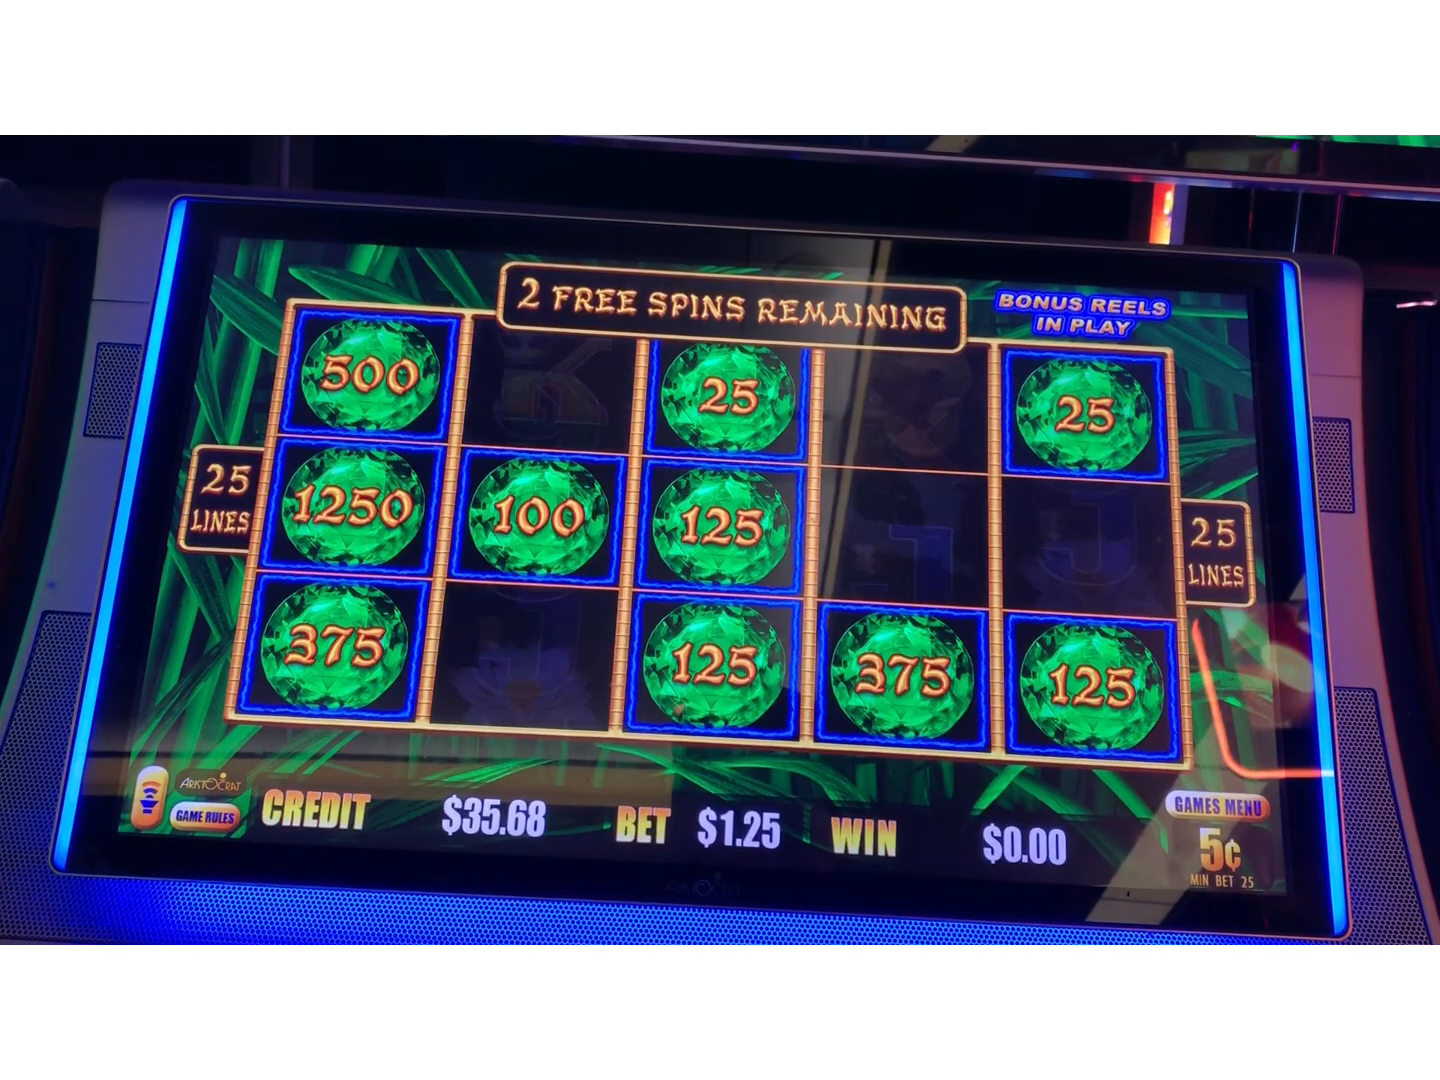 2 FREE SPINS REMAINING
BONUS REELS
IN PLAY
500
25
25
25
LINES
1250
100
125
25
LINES
375
125
375
125
ARISTOCRAT
GAME RULES
CREDIT
$35.68
BET
$1.25
WIN
$0.00
GAMES MENU
5¢
MIN BET 25